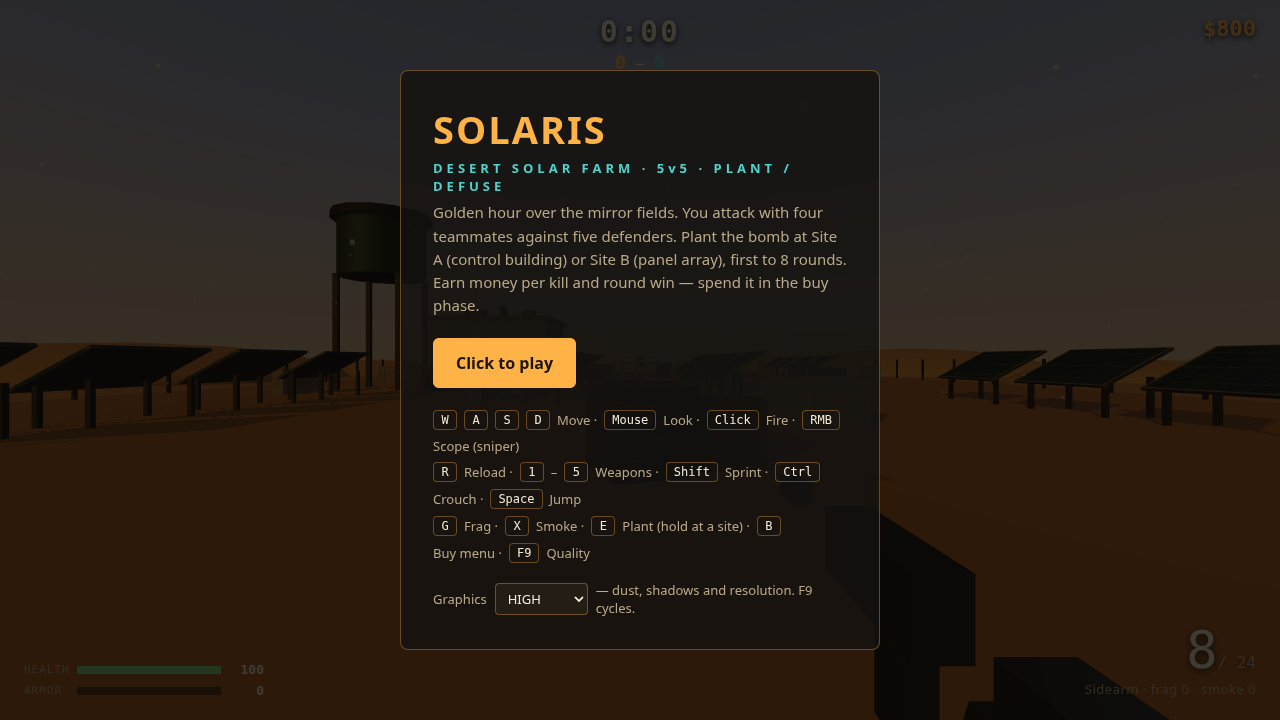 0:00
0 – 0
$800
SOLARIS
DESERT SOLAR FARM · 5v5 · PLANT /
DEFUSE
Golden hour over the mirror fields. You attack with four
teammates against five defenders. Plant the bomb at Site
A (control building) or Site B (panel array), first to 8 rounds.
Earn money per kill and round win — spend it in the buy
phase.
Click to play
W A S D Move · Mouse Look · Click Fire · RMB
Scope (sniper)
R Reload · 1 – 5 Weapons · Shift Sprint · Ctrl
Crouch · Space Jump
G Frag · X Smoke · E Plant (hold at a site) · B
Buy menu · F9 Quality
Graphics HIGH — dust, shadows and resolution. F9
cycles.
HEALTH 100
ARMOR 0
8 / 24
Sidearm · frag 0 · smoke 0